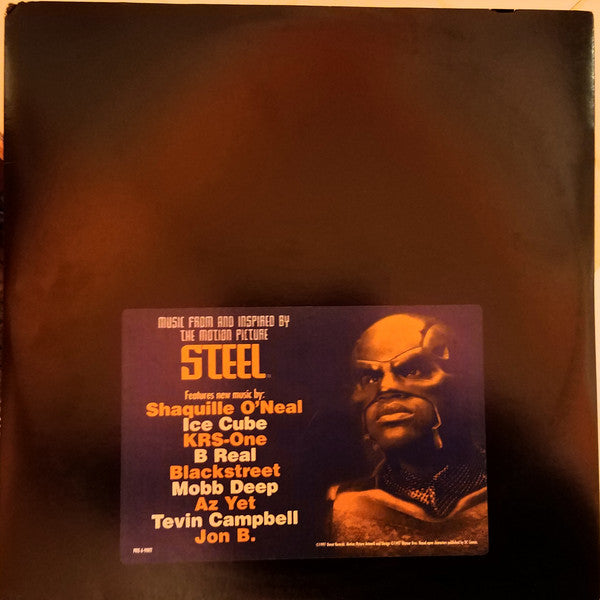 MUSIC FROM AND INSPIRED BY
THE MOTION PICTURE
STEEL
Features new music by:
Shaquille O'Neal
Ice Cube
KRS-One
B Real
Blackstreet
Mobb Deep
Az Yet
Tevin Campbell
Jon B.